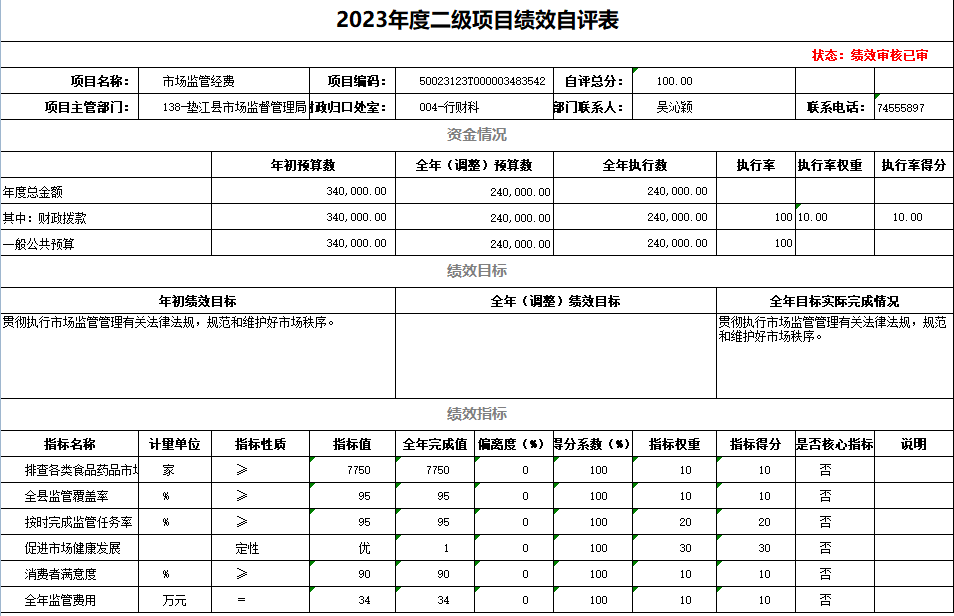 2023年度二级项目绩效自评表
状态：绩效审核已审
项目名称： 市场监管经费 项目编码： 50023123T000003483542 自评总分： 100.00
项目主管部门： 138-垫江县市场监督管理局 财政归口处室： 004-行财科 部门联系人： 吴沁颖 联系电话： 74555897
资金情况
年初预算数 全年（调整）预算数 全年执行数 执行率 执行率权重 执行率得分
年度总金额 340,000.00 240,000.00 240,000.00
其中：财政拨款 340,000.00 240,000.00 240,000.00 100 10.00 10.00
一般公共预算 340,000.00 240,000.00 240,000.00 100
绩效目标
年初绩效目标 全年（调整）绩效目标 全年目标实际完成情况
贯彻执行市场监管管理有关法律法规，规范和维护好市场秩序。 贯彻执行市场监管管理有关法律法规，规范
和维护好市场秩序。
绩效指标
指标名称 计量单位 指标性质 指标值 全年完成值 偏离度（%） 得分系数（%） 指标权重 指标得分 是否核心指标 说明
排查各类食品药品市场 家 ≥ 7750 7750 0 100 10 10 否
全县监管覆盖率 % ≥ 95 95 0 100 10 10 否
按时完成监管任务率 % ≥ 95 95 0 100 20 20 否
促进市场健康发展 定性 优 1 0 100 30 30 否
消费者满意度 % ≥ 90 90 0 100 10 10 否
全年监管费用 万元 ＝ 34 34 0 100 10 10 否